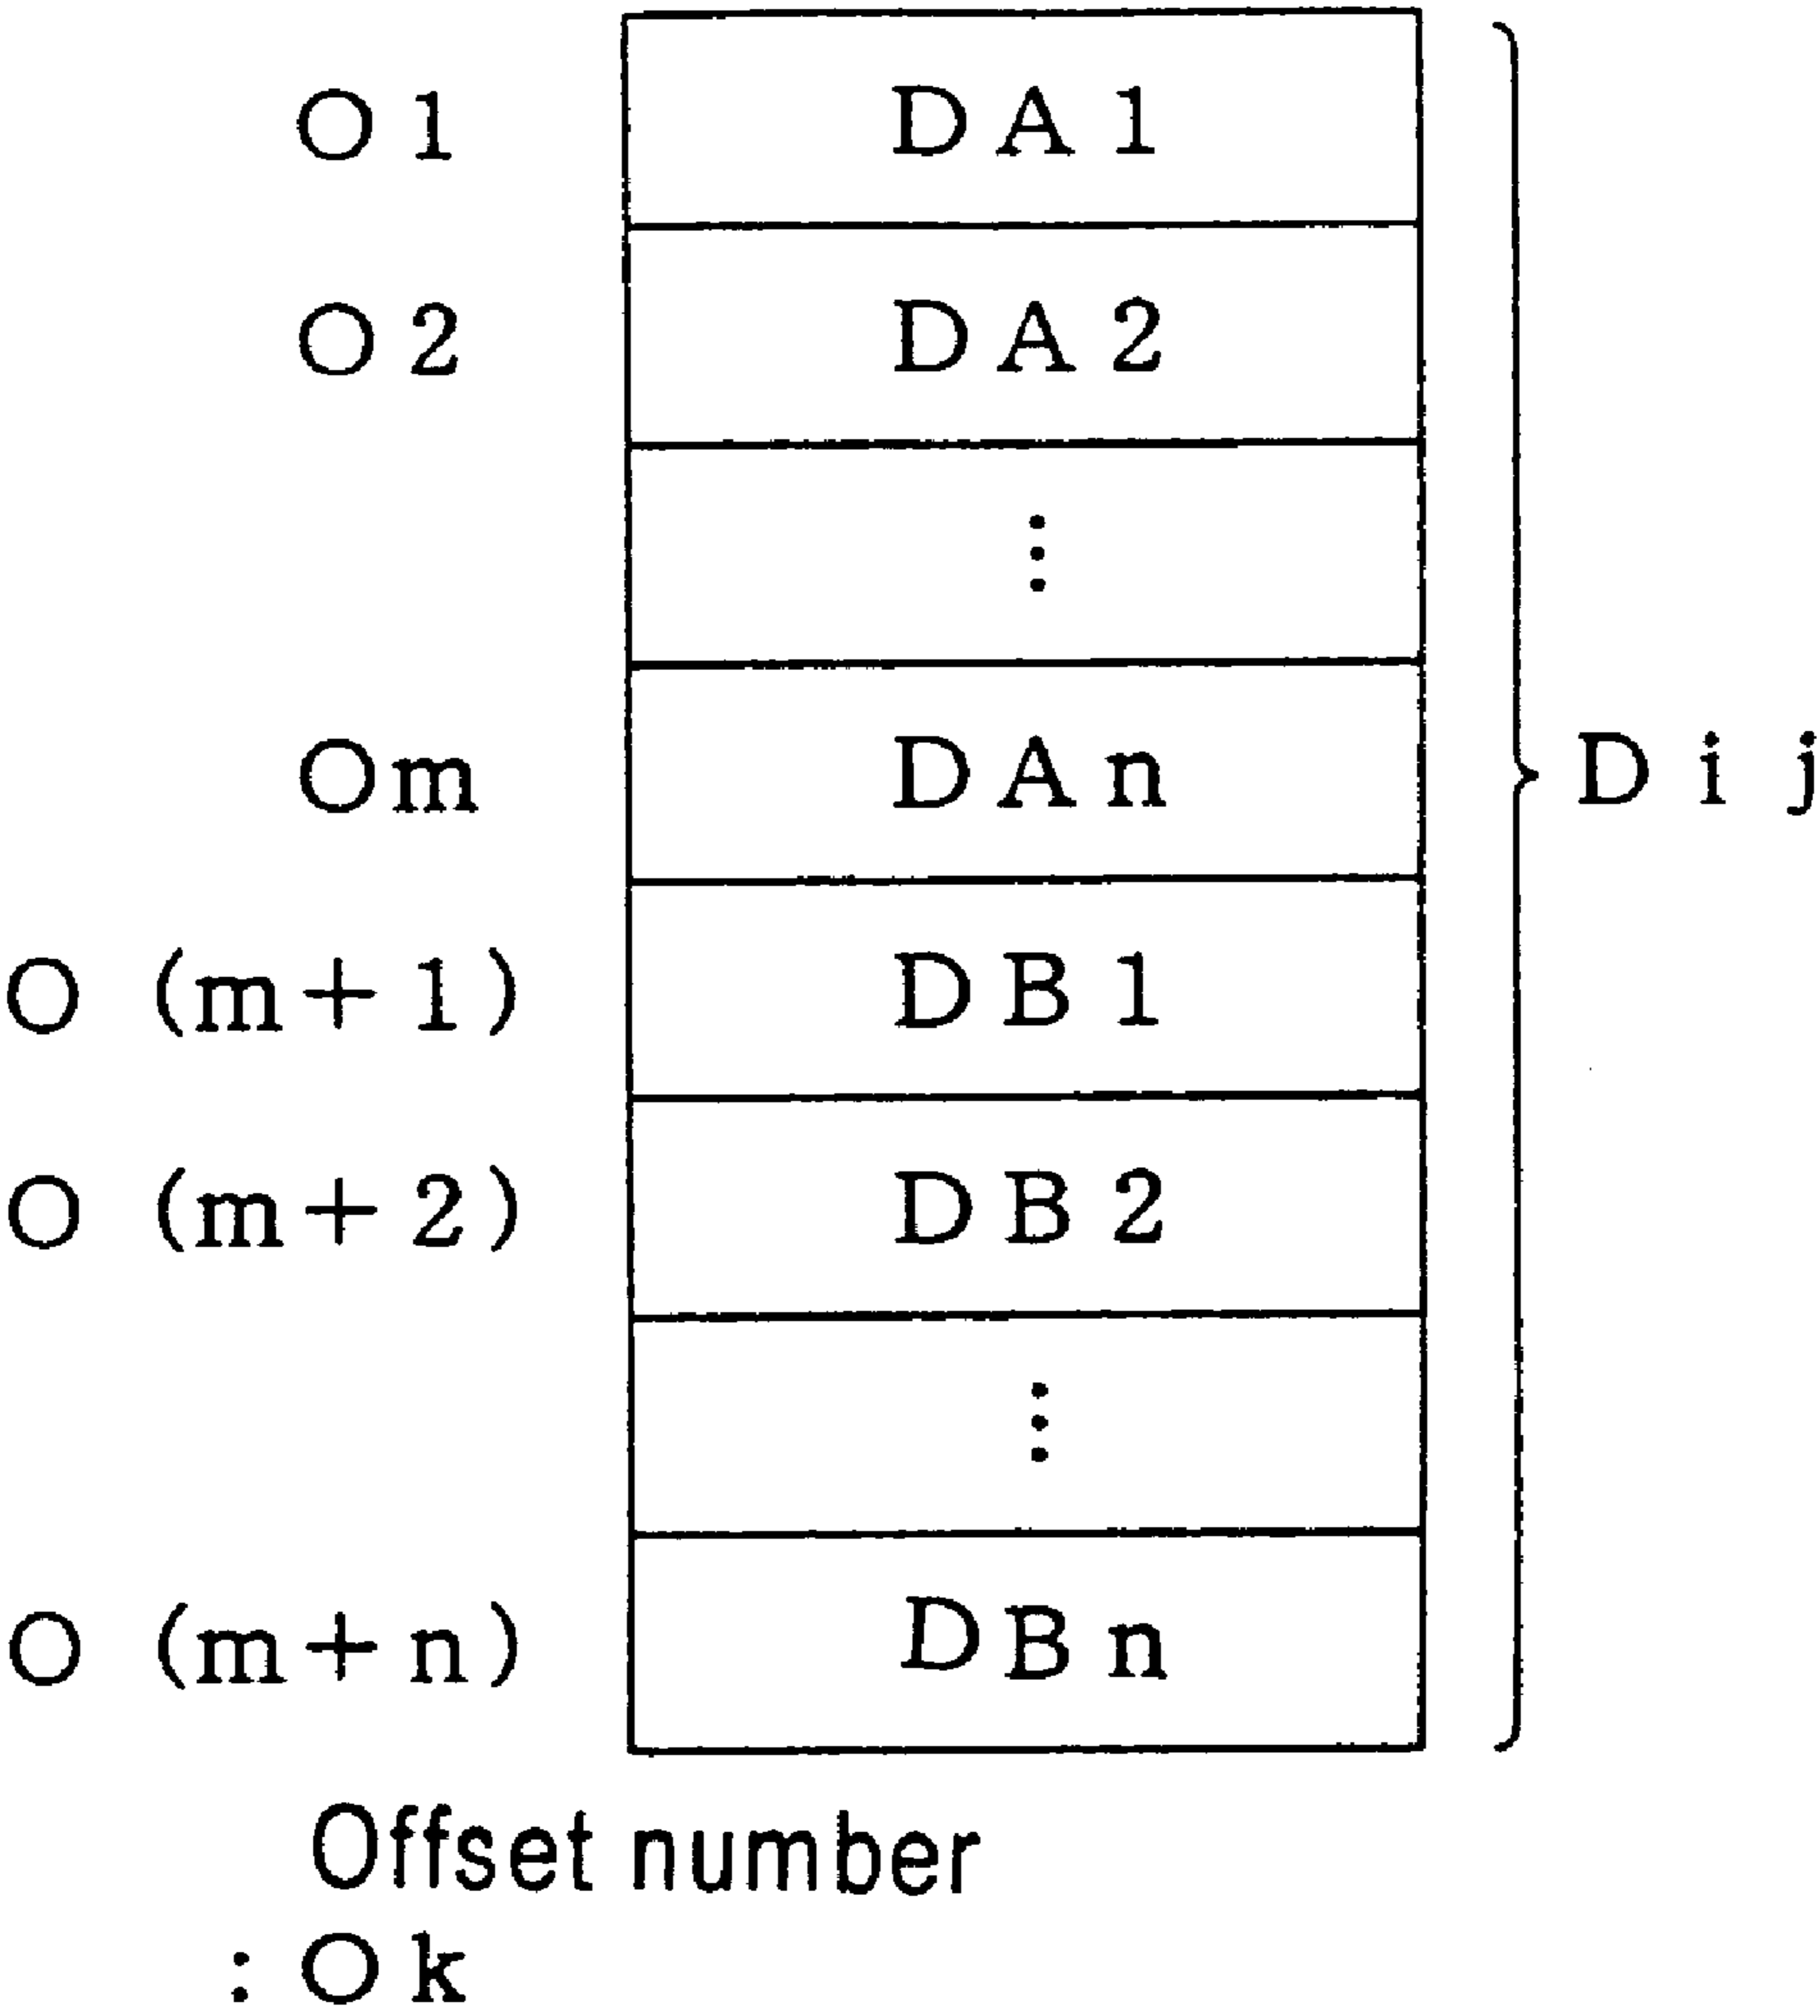 O1 DA1
O2 DA2
⋮
Om DAn Dij
O(m+1) DB1
O(m+2) DB2
⋮
O(m+n) DBn
Offset number
:Ok